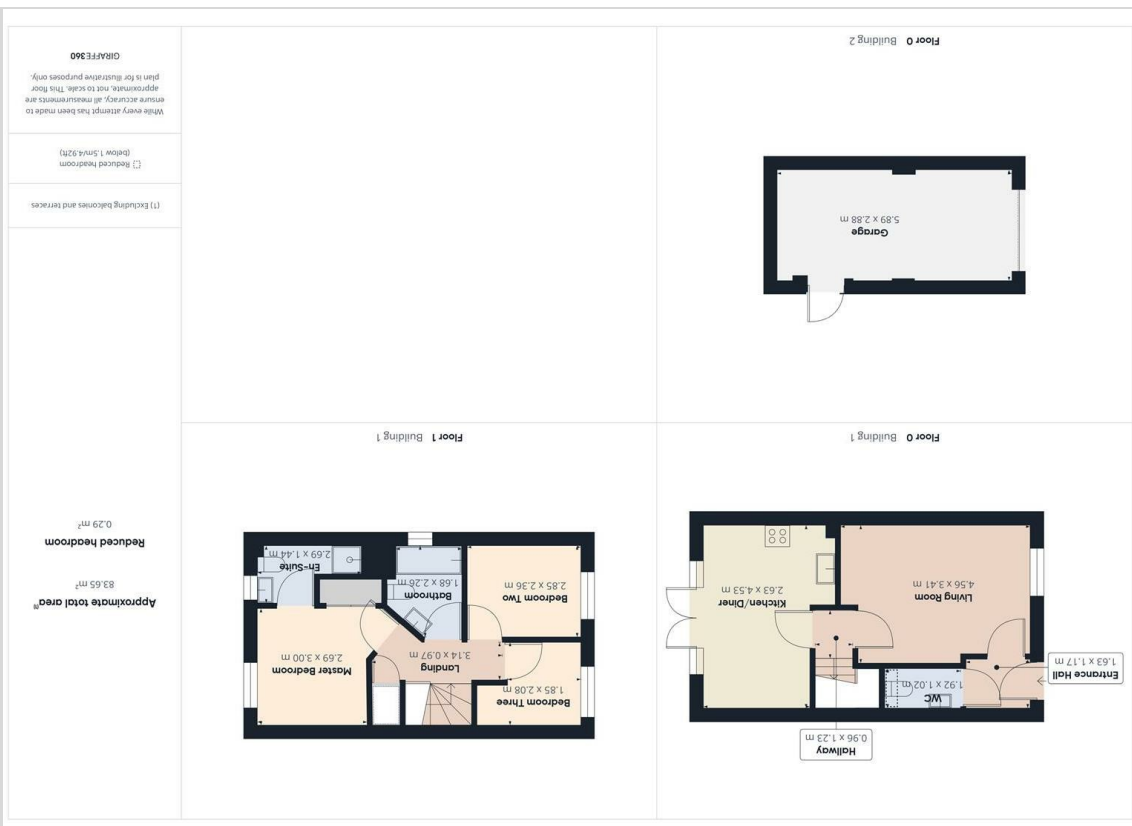 Hallway
0.96 x 1.23 m
WC
1.92 x 1.02 m
Entrance Hall
1.63 x 1.17 m
Living Room
4.56 x 3.41 m
Kitchen/Diner
2.63 x 4.53 m
Floor 0 Building 1
Bedroom Three
1.85 x 2.08 m
Landing
3.14 x 0.97 m
Master Bedroom
2.69 x 3.00 m
Bedroom Two
2.85 x 2.36 m
Bathroom
1.68 x 2.26 m
En-Suite
2.69 x 1.44 m
Floor 1 Building 1
Garage
5.89 x 2.88 m
Floor 0 Building 2
Approximate total area⁽¹⁾
83.65 m²
Reduced headroom
0.29 m²
(1) Excluding balconies and terraces
Reduced headroom
(below 1.5m/4.92ft)
While every attempt has been made to
ensure accuracy, all measurements are
approximate, not to scale. This floor
plan is for illustrative purposes only.
GIRAFFE360